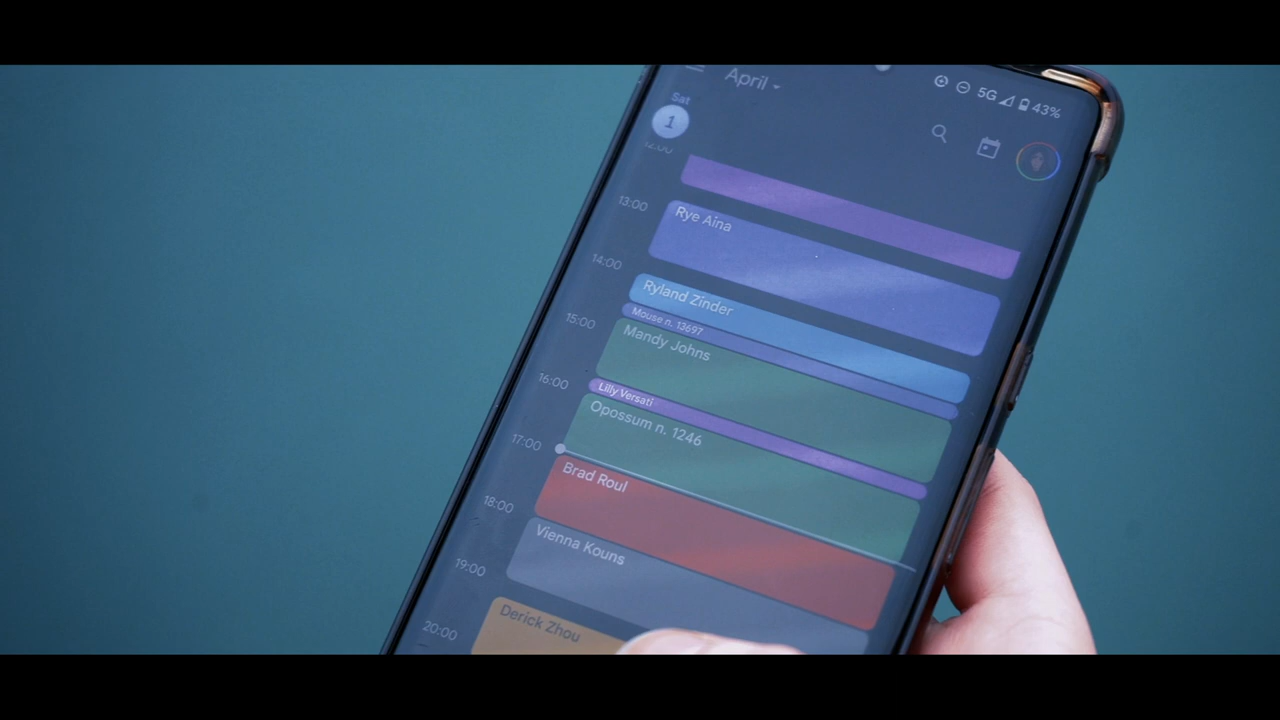 April
5G 43%
Sat
1
12:00
13:00
Rye Aina
14:00
Ryland Zinder
Mouse n. 13697
15:00
Mandy Johns
16:00
Lilly Versati
Opossum n. 1246
17:00
Brad Roul
18:00
Vienna Kouns
19:00
Derick Zhou
20:00